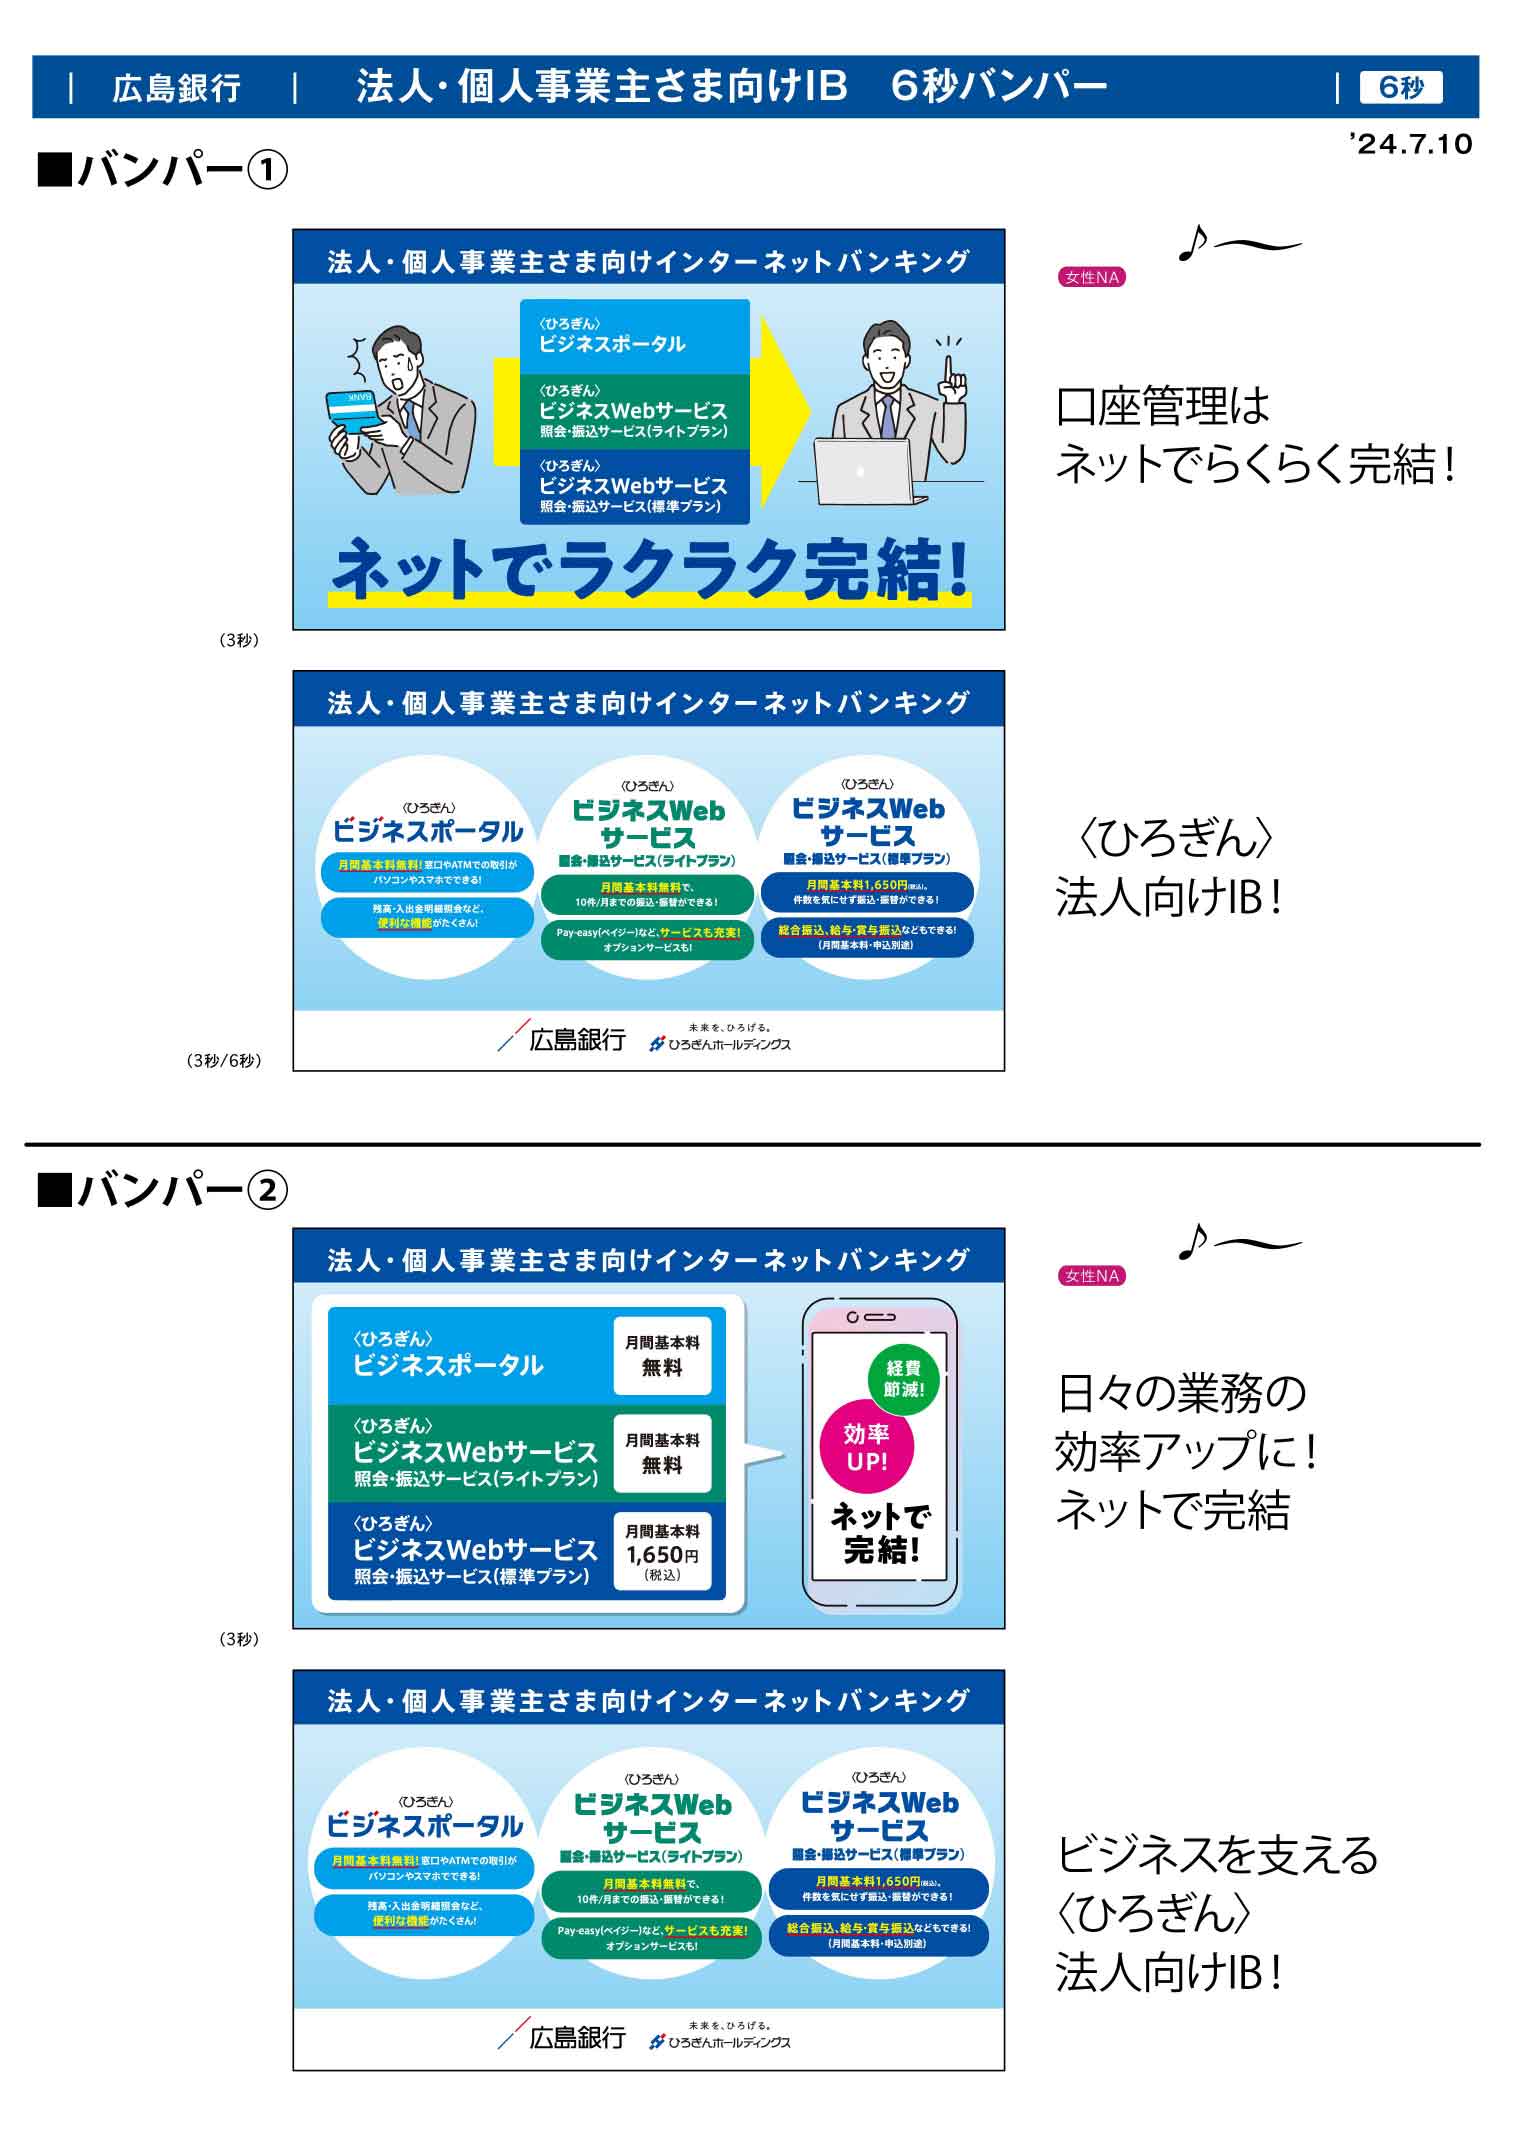 広島銀行
法人・個人事業主さま向けIB 6秒バンパー
6秒
’24.7.10
■バンパー①
法人・個人事業主さま向けインターネットバンキング
BANK
〈ひろぎん〉
ビジネスポータル
〈ひろぎん〉
ビジネスWebサービス
照会・振込サービス(ライトプラン)
〈ひろぎん〉
ビジネスWebサービス
照会・振込サービス(標準プラン)
ネットでラクラク完結!
(3秒)
♪〜
女性NA
口座管理は
ネットでらくらく完結!
法人・個人事業主さま向けインターネットバンキング
〈ひろぎん〉
ビジネスポータル
月間基本料無料!窓口やATMでの取引が
パソコンやスマホでできる!
残高・入出金明細照会など、
便利な機能がたくさん!
〈ひろぎん〉
ビジネスWeb
サービス
照会・振込サービス(ライトプラン)
月間基本料無料で、
10件/月までの振込・振替ができる!
Pay-easy(ペイジー)など、サービスも充実!
オプションサービスも!
〈ひろぎん〉
ビジネスWeb
サービス
照会・振込サービス(標準プラン)
月間基本料1,650円(税込)。
件数を気にせず振込・振替ができる!
総合振込、給与・賞与振込などもできる!
(月間基本料・申込別途)
広島銀行
未来を、ひろげる。
ひろぎんホールディングス
(3秒/6秒)
〈ひろぎん〉
法人向けIB!
■バンパー②
法人・個人事業主さま向けインターネットバンキング
〈ひろぎん〉
ビジネスポータル
月間基本料
無料
〈ひろぎん〉
ビジネスWebサービス
照会・振込サービス(ライトプラン)
月間基本料
無料
〈ひろぎん〉
ビジネスWebサービス
照会・振込サービス(標準プラン)
月間基本料
1,650円
(税込)
経費
節減!
効率
UP!
ネットで
完結!
(3秒)
♪〜
女性NA
日々の業務の
効率アップに!
ネットで完結
法人・個人事業主さま向けインターネットバンキング
〈ひろぎん〉
ビジネスポータル
月間基本料無料!窓口やATMでの取引が
パソコンやスマホでできる!
残高・入出金明細照会など、
便利な機能がたくさん!
〈ひろぎん〉
ビジネスWeb
サービス
照会・振込サービス(ライトプラン)
月間基本料無料で、
10件/月までの振込・振替ができる!
Pay-easy(ペイジー)など、サービスも充実!
オプションサービスも!
〈ひろぎん〉
ビジネスWeb
サービス
照会・振込サービス(標準プラン)
月間基本料1,650円(税込)。
件数を気にせず振込・振替ができる!
総合振込、給与・賞与振込などもできる!
(月間基本料・申込別途)
広島銀行
未来を、ひろげる。
ひろぎんホールディングス
ビジネスを支える
〈ひろぎん〉
法人向けIB!